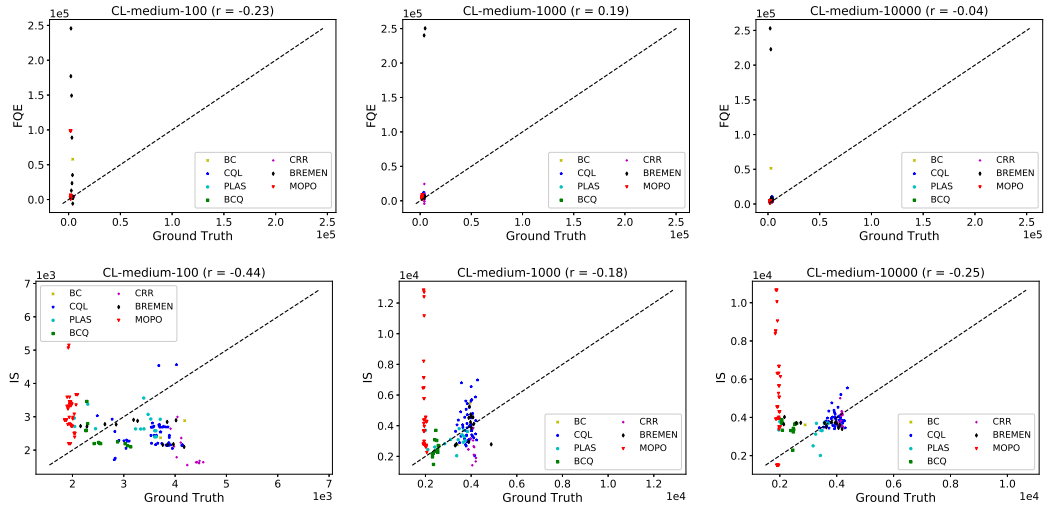 CL-medium-100 (r = -0.23)
1e5
2.5
2.0
1.5
1.0
0.5
0.0
FQE
BC
CQL
PLAS
BCQ
CRR
BREMEN
MOPO
0.0 0.5 1.0 1.5 2.0 2.5
Ground Truth
1e5
CL-medium-1000 (r = 0.19)
1e5
2.5
2.0
1.5
1.0
0.5
0.0
FQE
BC
CQL
PLAS
BCQ
CRR
BREMEN
MOPO
0.0 0.5 1.0 1.5 2.0 2.5
Ground Truth
1e5
CL-medium-10000 (r = -0.04)
1e5
2.5
2.0
1.5
1.0
0.5
0.0
FQE
BC
CQL
PLAS
BCQ
CRR
BREMEN
MOPO
0.0 0.5 1.0 1.5 2.0 2.5
Ground Truth
1e5
CL-medium-100 (r = -0.44)
1e3
7
6
5
4
3
2
IS
BC
CQL
PLAS
BCQ
CRR
BREMEN
MOPO
2 3 4 5 6 7
Ground Truth
1e3
CL-medium-1000 (r = -0.18)
1e4
1.2
1.0
0.8
0.6
0.4
0.2
IS
BC
CQL
PLAS
BCQ
CRR
BREMEN
MOPO
0.2 0.4 0.6 0.8 1.0 1.2
Ground Truth
1e4
CL-medium-10000 (r = -0.25)
1e4
1.0
0.8
0.6
0.4
0.2
IS
BC
CQL
PLAS
BCQ
CRR
BREMEN
MOPO
0.2 0.4 0.6 0.8 1.0
Ground Truth
1e4